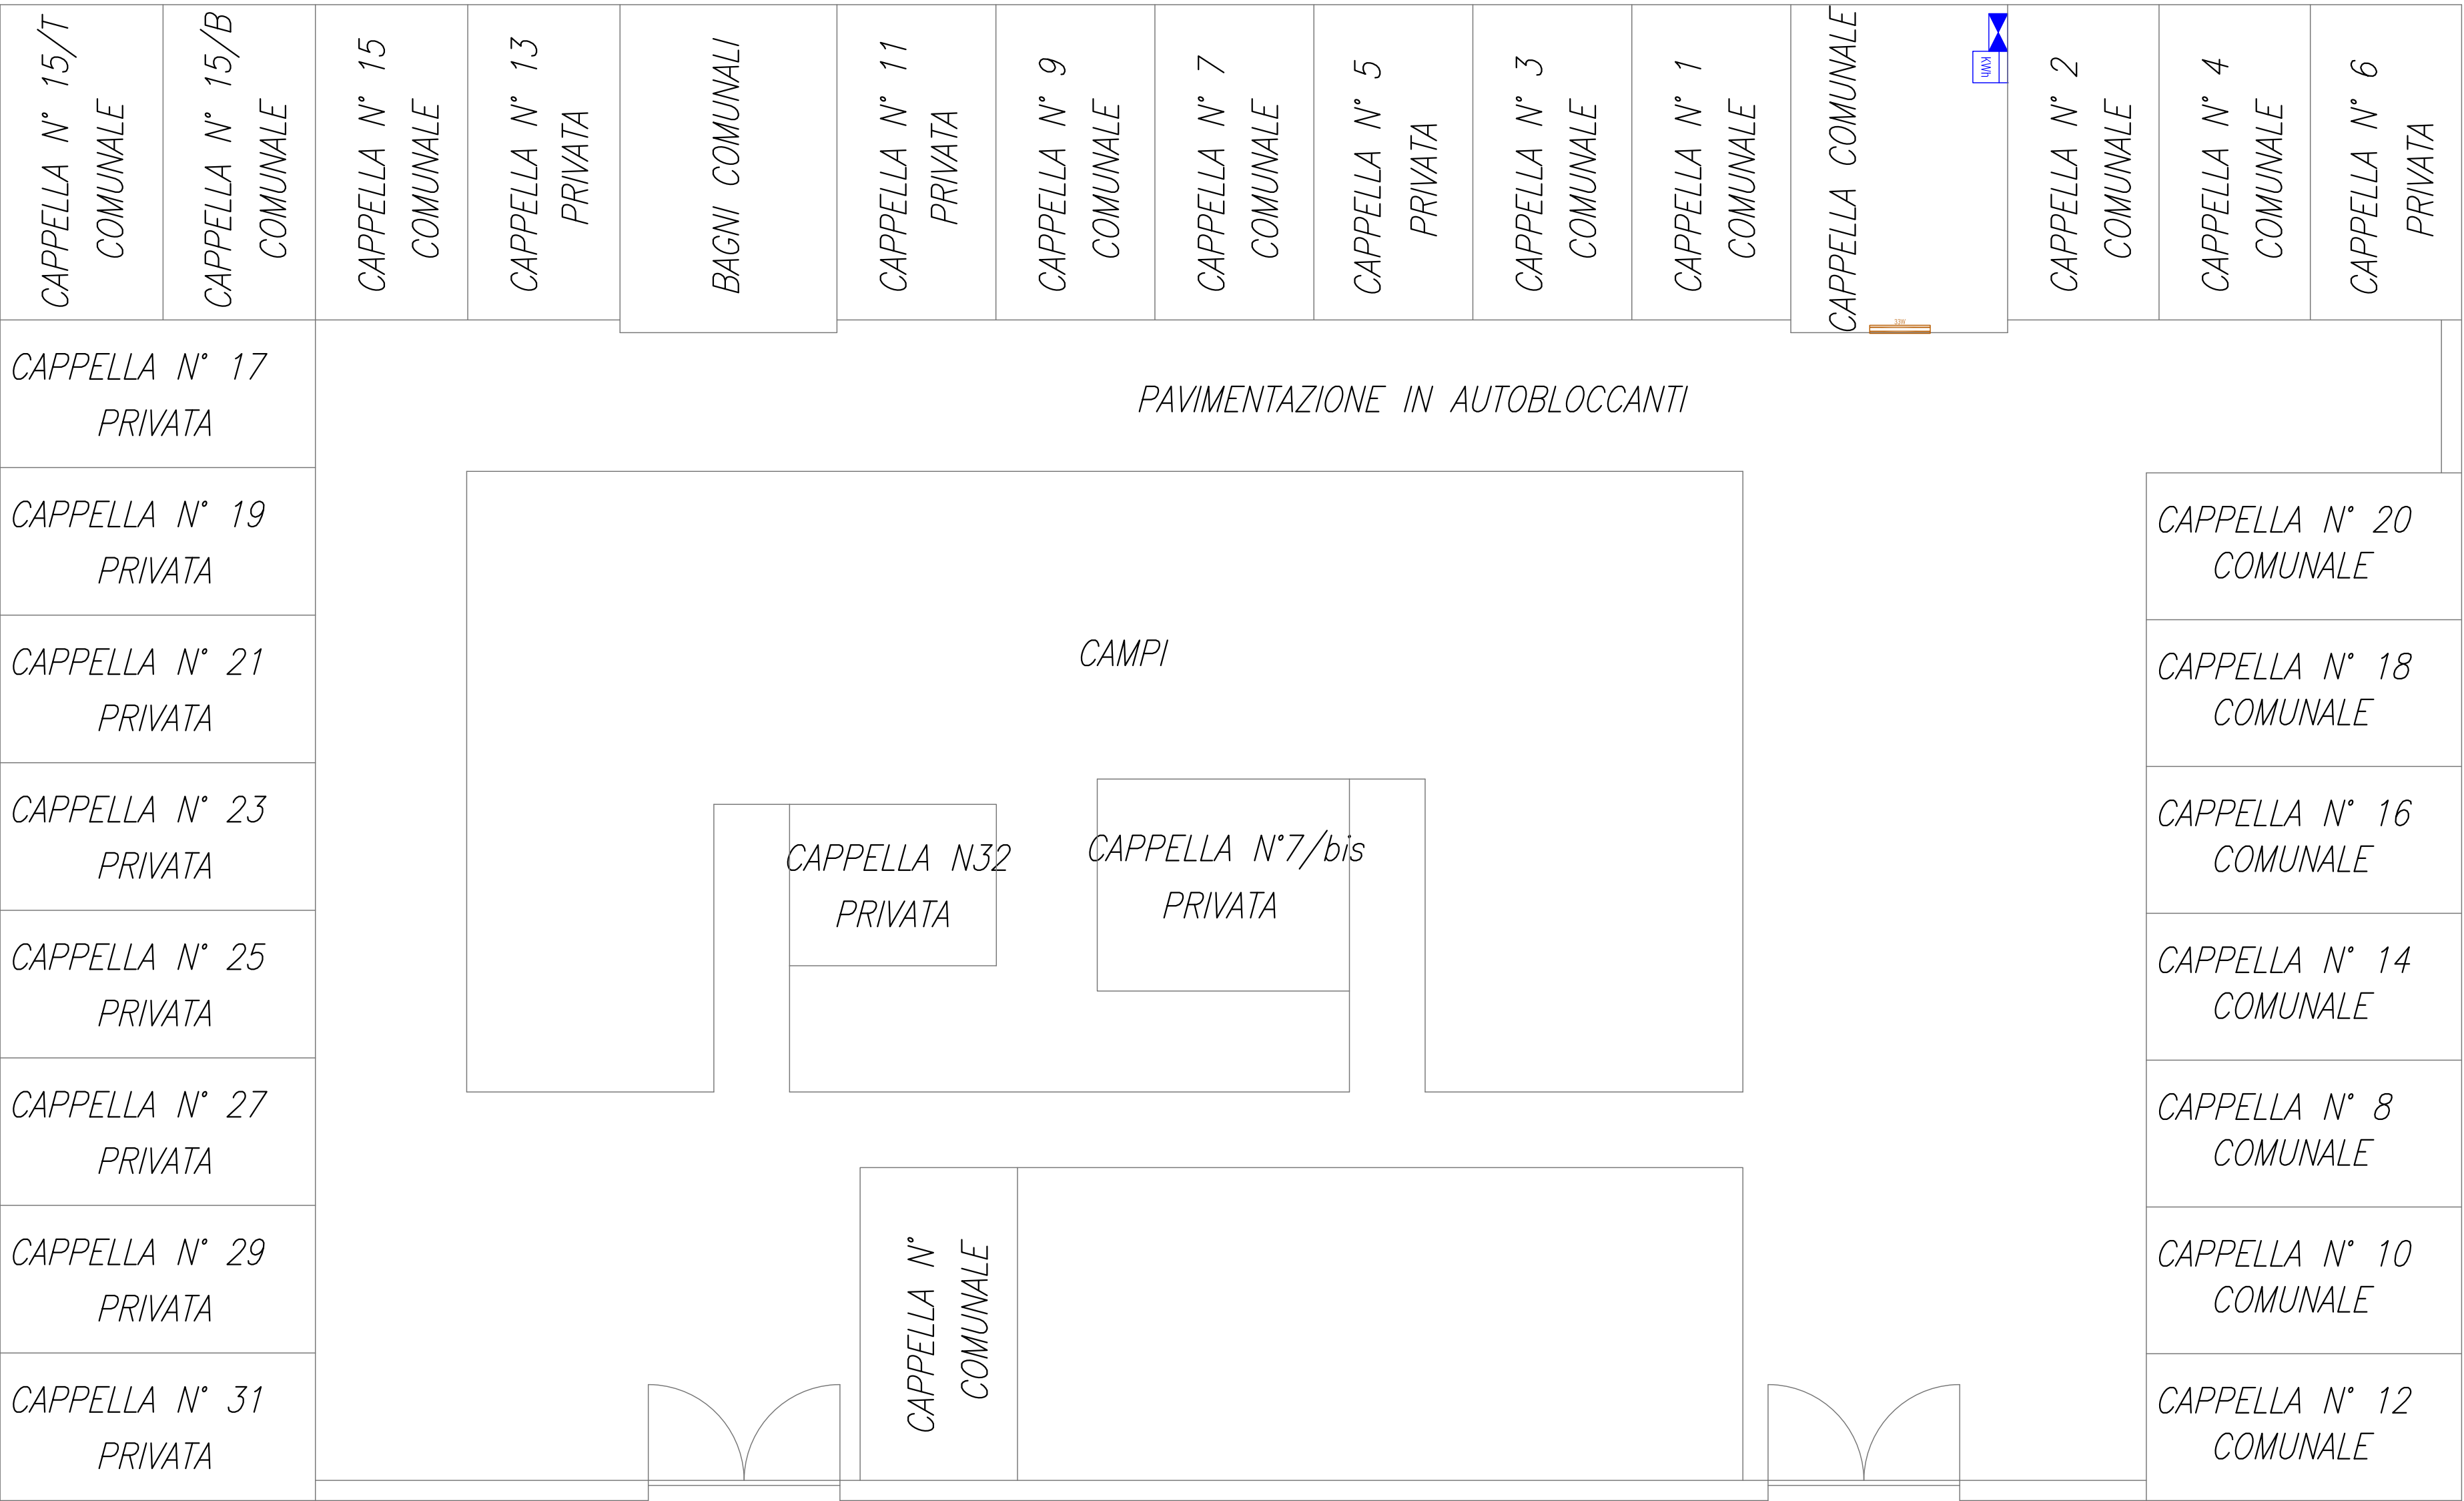 CAPPELLA N° 15/T
COMUNALE
CAPPELLA N° 15/B
COMUNALE
CAPPELLA N° 15
COMUNALE
CAPPELLA N° 13
PRIVATA
BAGNI COMUNALI
CAPPELLA N° 11
PRIVATA
CAPPELLA N° 9
COMUNALE
CAPPELLA N° 7
COMUNALE
CAPPELLA N° 5
PRIVATA
CAPPELLA N° 3
COMUNALE
CAPPELLA N° 1
COMUNALE
CAPPELLA COMUNALE
KWh
CAPPELLA N° 2
COMUNALE
CAPPELLA N° 4
COMUNALE
CAPPELLA N° 6
PRIVATA
CAPPELLA N° 17
PRIVATA
CAPPELLA N° 19
PRIVATA
CAPPELLA N° 21
PRIVATA
CAPPELLA N° 23
PRIVATA
CAPPELLA N° 25
PRIVATA
CAPPELLA N° 27
PRIVATA
CAPPELLA N° 29
PRIVATA
CAPPELLA N° 31
PRIVATA
PAVIMENTAZIONE IN AUTOBLOCCANTI
CAMPI
CAPPELLA N32
PRIVATA
CAPPELLA N°7/bis
PRIVATA
CAPPELLA N°
COMUNALE
CAPPELLA N° 20
COMUNALE
CAPPELLA N° 18
COMUNALE
CAPPELLA N° 16
COMUNALE
CAPPELLA N° 14
COMUNALE
CAPPELLA N° 8
COMUNALE
CAPPELLA N° 10
COMUNALE
CAPPELLA N° 12
COMUNALE